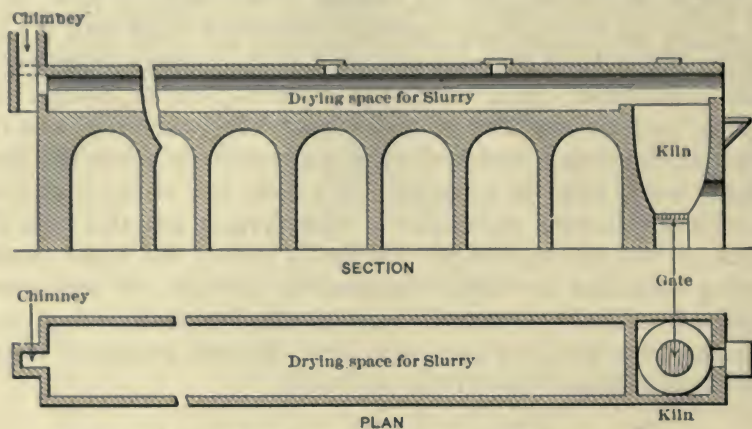 Chimney
Drying space for Slurry
Kiln
SECTION
Gate
Chimney
Drying space for Slurry
Kiln
PLAN